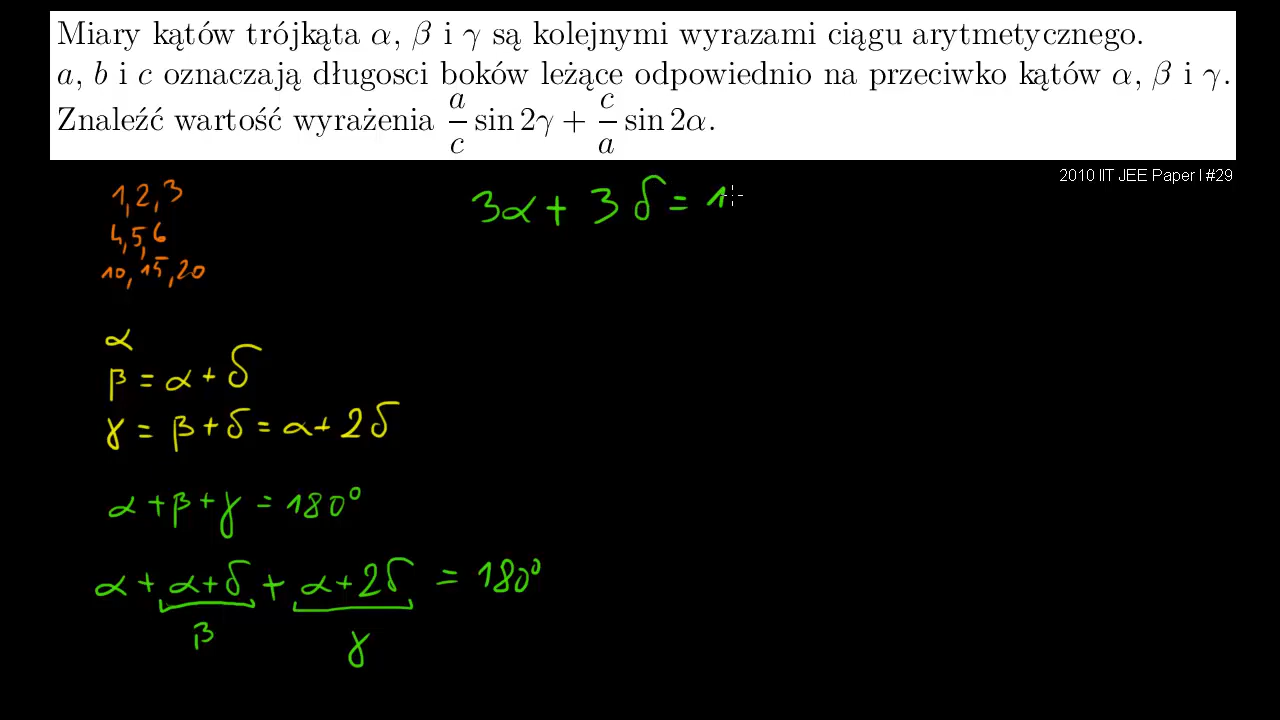 Miary kątów trójkąta α, β i γ są kolejnymi wyrazami ciągu arytmetycznego.
a, b i c oznaczają długosci boków leżące odpowiednio na przeciwko kątów α, β i γ.
Znaleźć wartość wyrażenia a/c sin 2γ + c/a sin 2α.
2010 IIT JEE Paper I #29
1,2,3
4,5,6
10,15,20
3α + 3δ = 1
α
β = α + δ
γ = β + δ = α + 2δ
α + β + γ = 180°
α + α + δ + α + 2δ = 180°
β γ